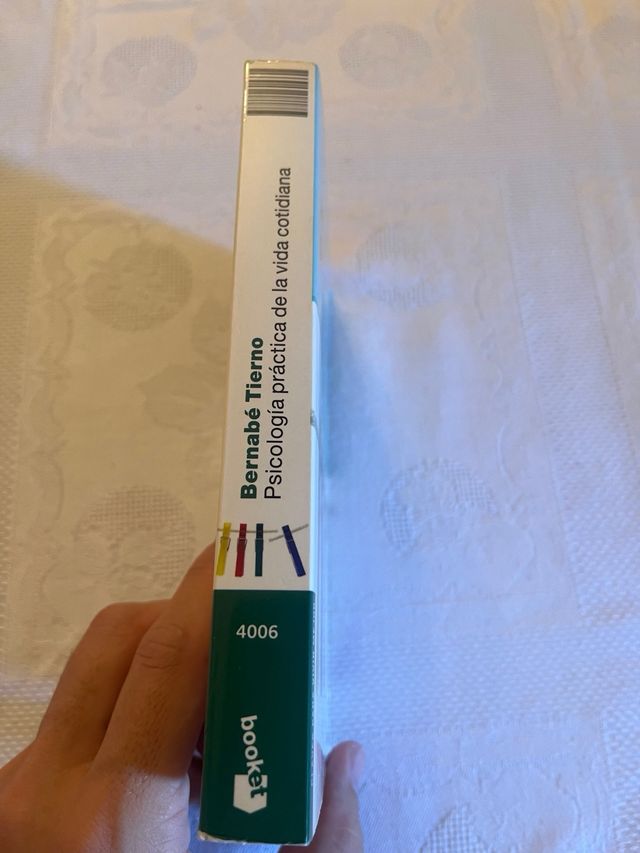 Bernabé Tierno
Psicología práctica de la vida cotidiana
4006
booket